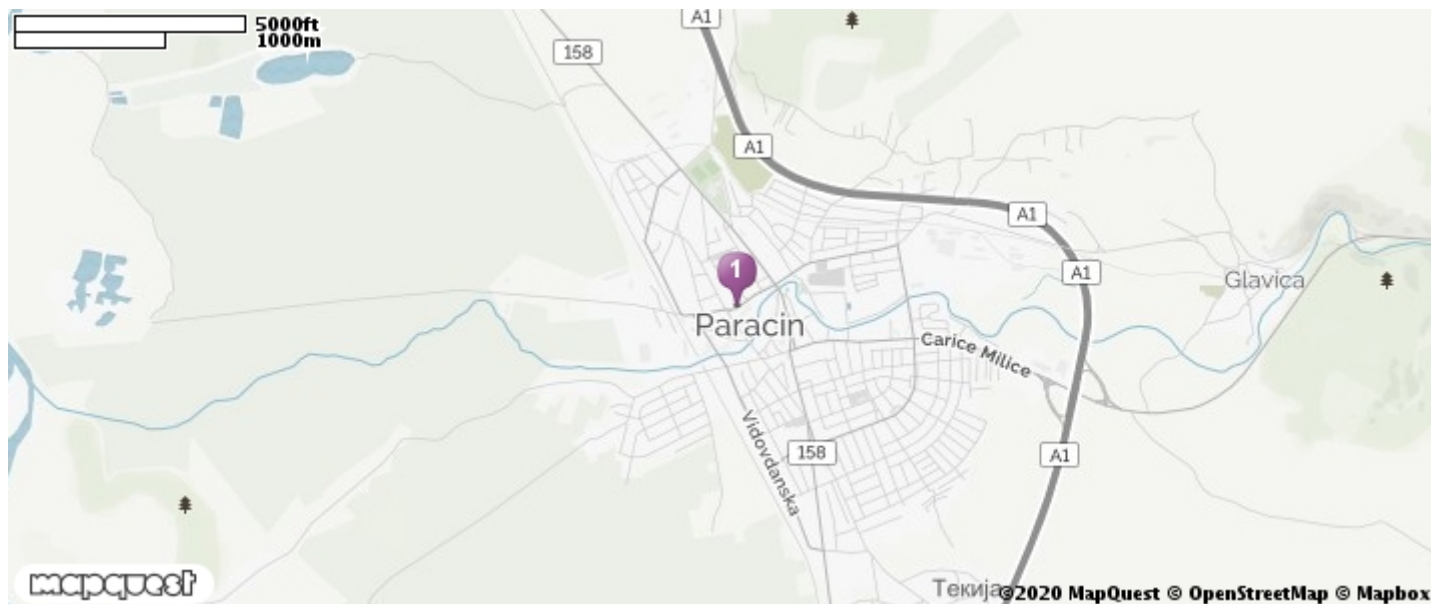 5000ft
1000m
A1
158
A1
A1
A1
1
Glavica
Paracin
Carice Milice
Vidovdanska
158
A1
Текија
mapquest
©2020 MapQuest © OpenStreetMap © Mapbox